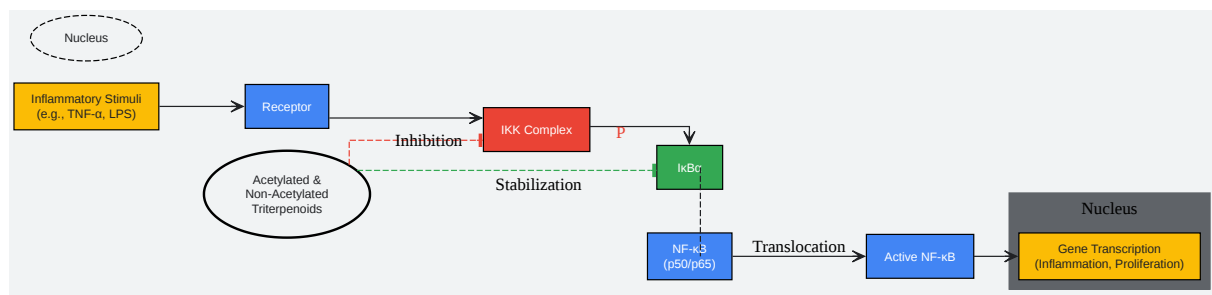 Nucleus
Inflammatory Stimuli
(e.g., TNF-α, LPS)
Receptor
IKK Complex
P
Inhibition
IκBα
Acetylated &
Non-Acetylated
Triterpenoids
Stabilization
Nucleus
NF-κB
(p50/p65)
Translocation
Active NF-κB
Gene Transcription
(Inflammation, Proliferation)